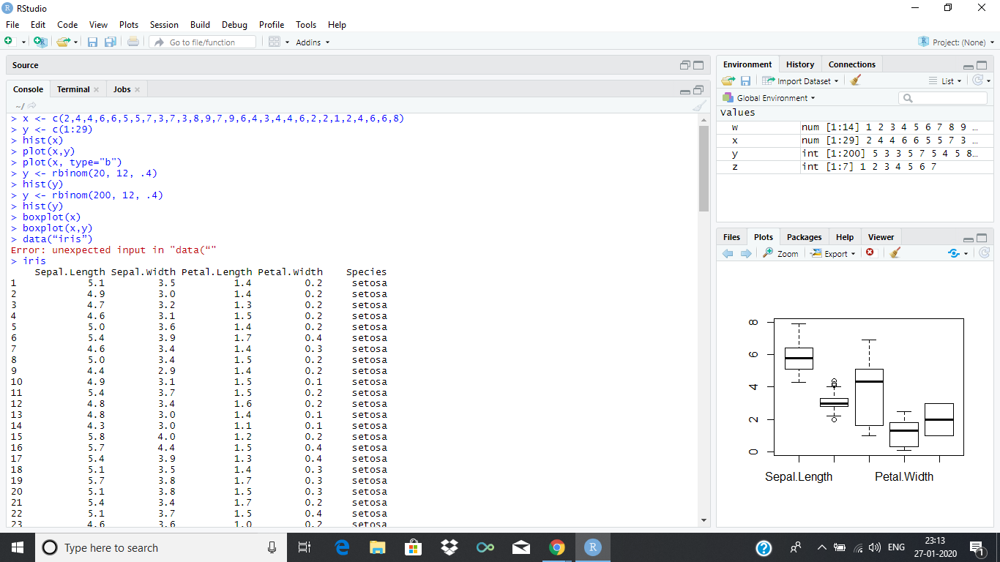 RStudio
File Edit Code View Plots Session Build Debug Profile Tools Help
Go to file/function Addins Project: (None)
Source
Console Terminal Jobs
~/
> x <- c(2,4,4,6,6,5,5,7,3,7,3,8,9,7,9,6,4,3,4,4,6,2,2,1,2,4,6,6,8)
> y <- c(1:29)
> hist(x)
> plot(x,y)
> plot(x, type="b")
> y <- rbinom(20, 12, .4)
> hist(y)
> y <- rbinom(200, 12, .4)
> hist(y)
> boxplot(x)
> boxplot(x,y)
> data(“iris”)
Error: unexpected input in "data(“"
> iris
Sepal.Length Sepal.Width Petal.Length Petal.Width Species
1 5.1 3.5 1.4 0.2 setosa
2 4.9 3.0 1.4 0.2 setosa
3 4.7 3.2 1.3 0.2 setosa
4 4.6 3.1 1.5 0.2 setosa
5 5.0 3.6 1.4 0.2 setosa
6 5.4 3.9 1.7 0.4 setosa
7 4.6 3.4 1.4 0.3 setosa
8 5.0 3.4 1.5 0.2 setosa
9 4.4 2.9 1.4 0.2 setosa
10 4.9 3.1 1.5 0.1 setosa
11 5.4 3.7 1.5 0.2 setosa
12 4.8 3.4 1.6 0.2 setosa
13 4.8 3.0 1.4 0.1 setosa
14 4.3 3.0 1.1 0.1 setosa
15 5.8 4.0 1.2 0.2 setosa
16 5.7 4.4 1.5 0.4 setosa
17 5.4 3.9 1.3 0.4 setosa
18 5.1 3.5 1.4 0.3 setosa
19 5.7 3.8 1.7 0.3 setosa
20 5.1 3.8 1.5 0.3 setosa
21 5.4 3.4 1.7 0.2 setosa
22 5.1 3.7 1.5 0.4 setosa
23 4.6 3.6 1.0 0.2 setosa
Environment History Connections
Import Dataset List
Global Environment
Values
w num [1:14] 1 2 3 4 5 6 7 8 9 …
x num [1:29] 2 4 4 6 6 5 5 7 3 …
y int [1:200] 5 3 3 5 7 5 4 5 8…
z int [1:7] 1 2 3 4 5 6 7
Files Plots Packages Help Viewer
Zoom Export
8
6
4
2
0
Sepal.Length Petal.Width
Type here to search
ENG 23:13
27-01-2020
1